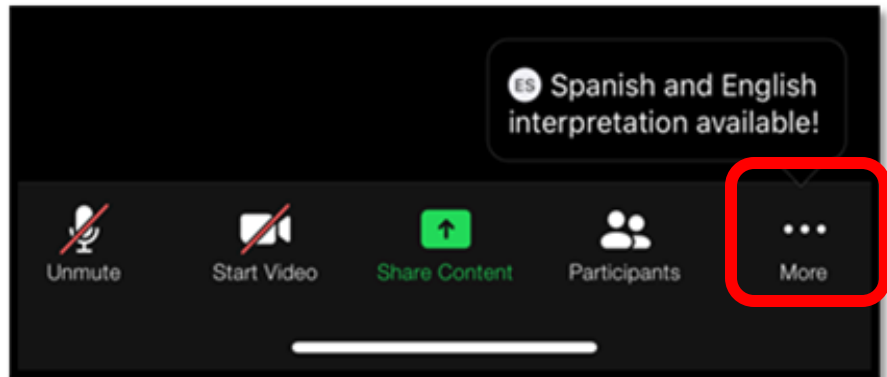 ES Spanish and English
interpretation available!
Unmute Start Video Share Content Participants More